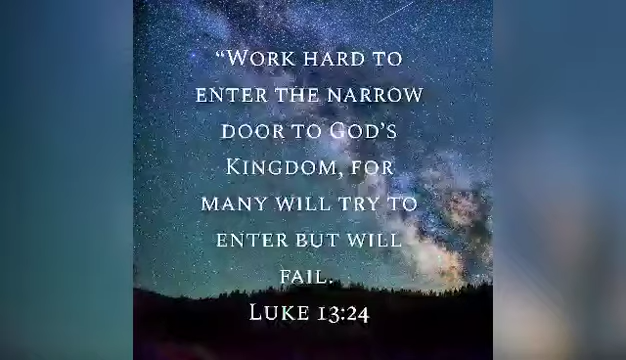 “Work hard to
enter the narrow
door to God’s
Kingdom, for
many will try to
enter but will
fail.
Luke 13:24